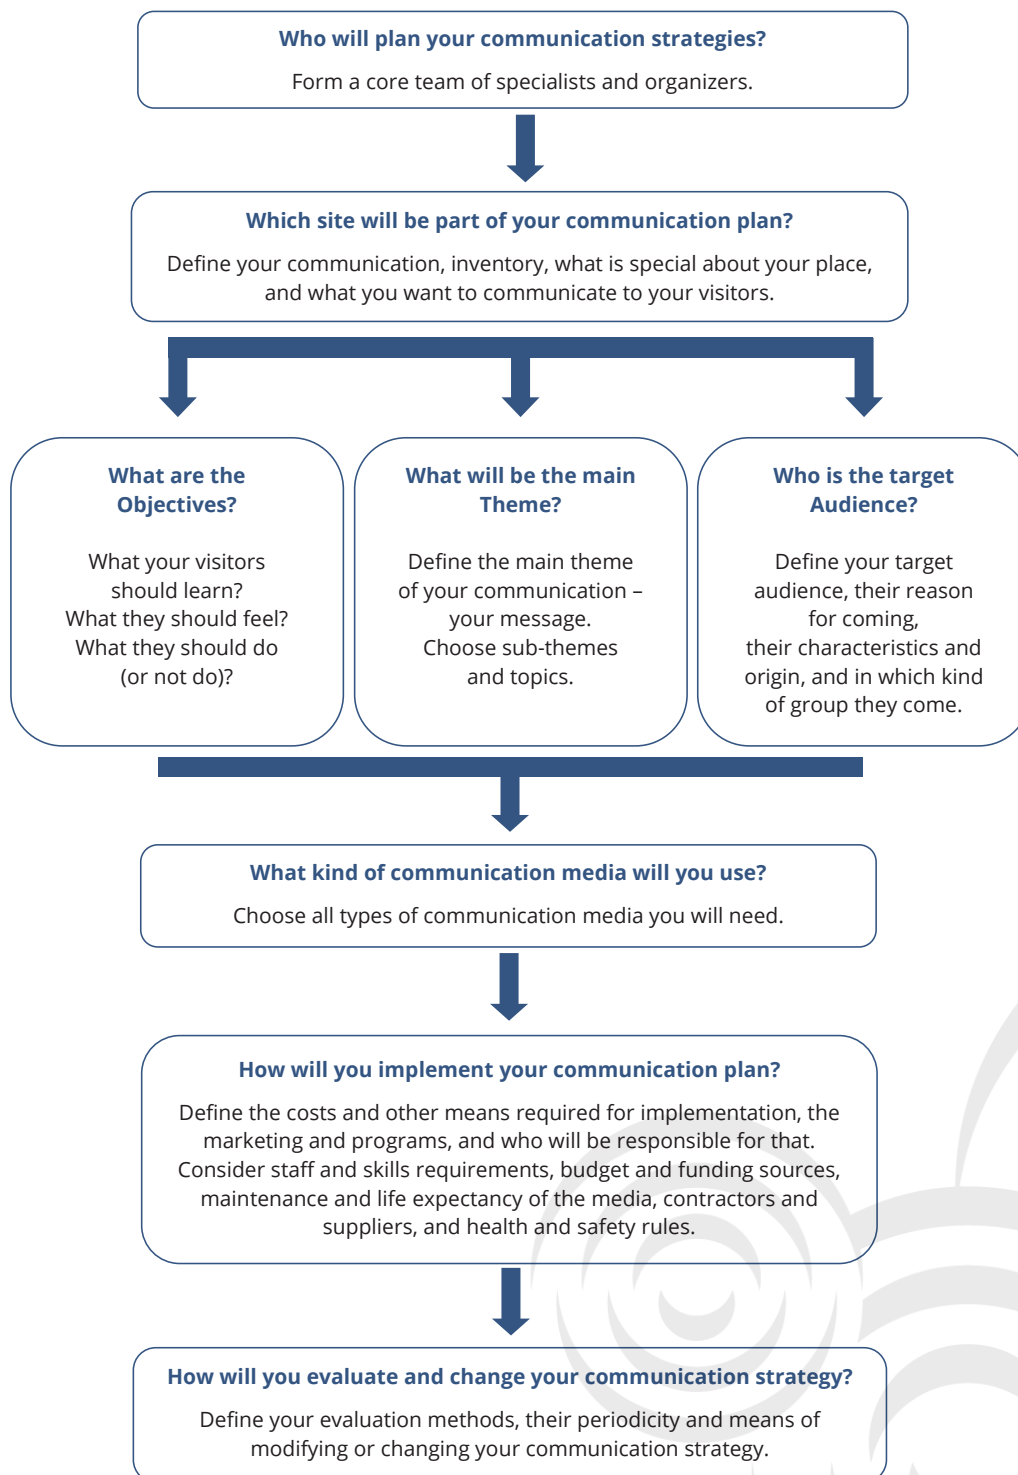 Who will plan your communication strategies?
Form a core team of specialists and organizers.
Which site will be part of your communication plan?
Define your communication, inventory, what is special about your place,
and what you want to communicate to your visitors.
What are the
Objectives?
What your visitors
should learn?
What they should feel?
What they should do
(or not do)?
What will be the main
Theme?
Define the main theme
of your communication –
your message.
Choose sub-themes
and topics.
Who is the target
Audience?
Define your target
audience, their reason
for coming,
their characteristics and
origin, and in which kind
of group they come.
What kind of communication media will you use?
Choose all types of communication media you will need.
How will you implement your communication plan?
Define the costs and other means required for implementation, the
marketing and programs, and who will be responsible for that.
Consider staff and skills requirements, budget and funding sources,
maintenance and life expectancy of the media, contractors and
suppliers, and health and safety rules.
How will you evaluate and change your communication strategy?
Define your evaluation methods, their periodicity and means of
modifying or changing your communication strategy.